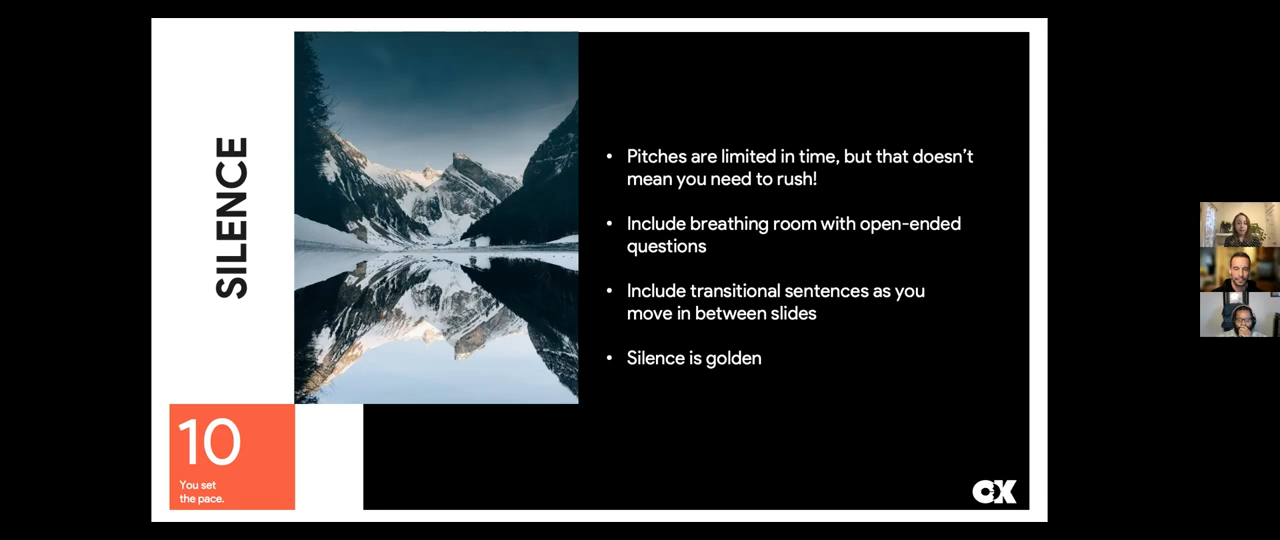 SILENCE
• Pitches are limited in time, but that doesn’t
mean you need to rush!
• Include breathing room with open-ended
questions
• Include transitional sentences as you
move in between slides
• Silence is golden
10
You set
the pace.
OX